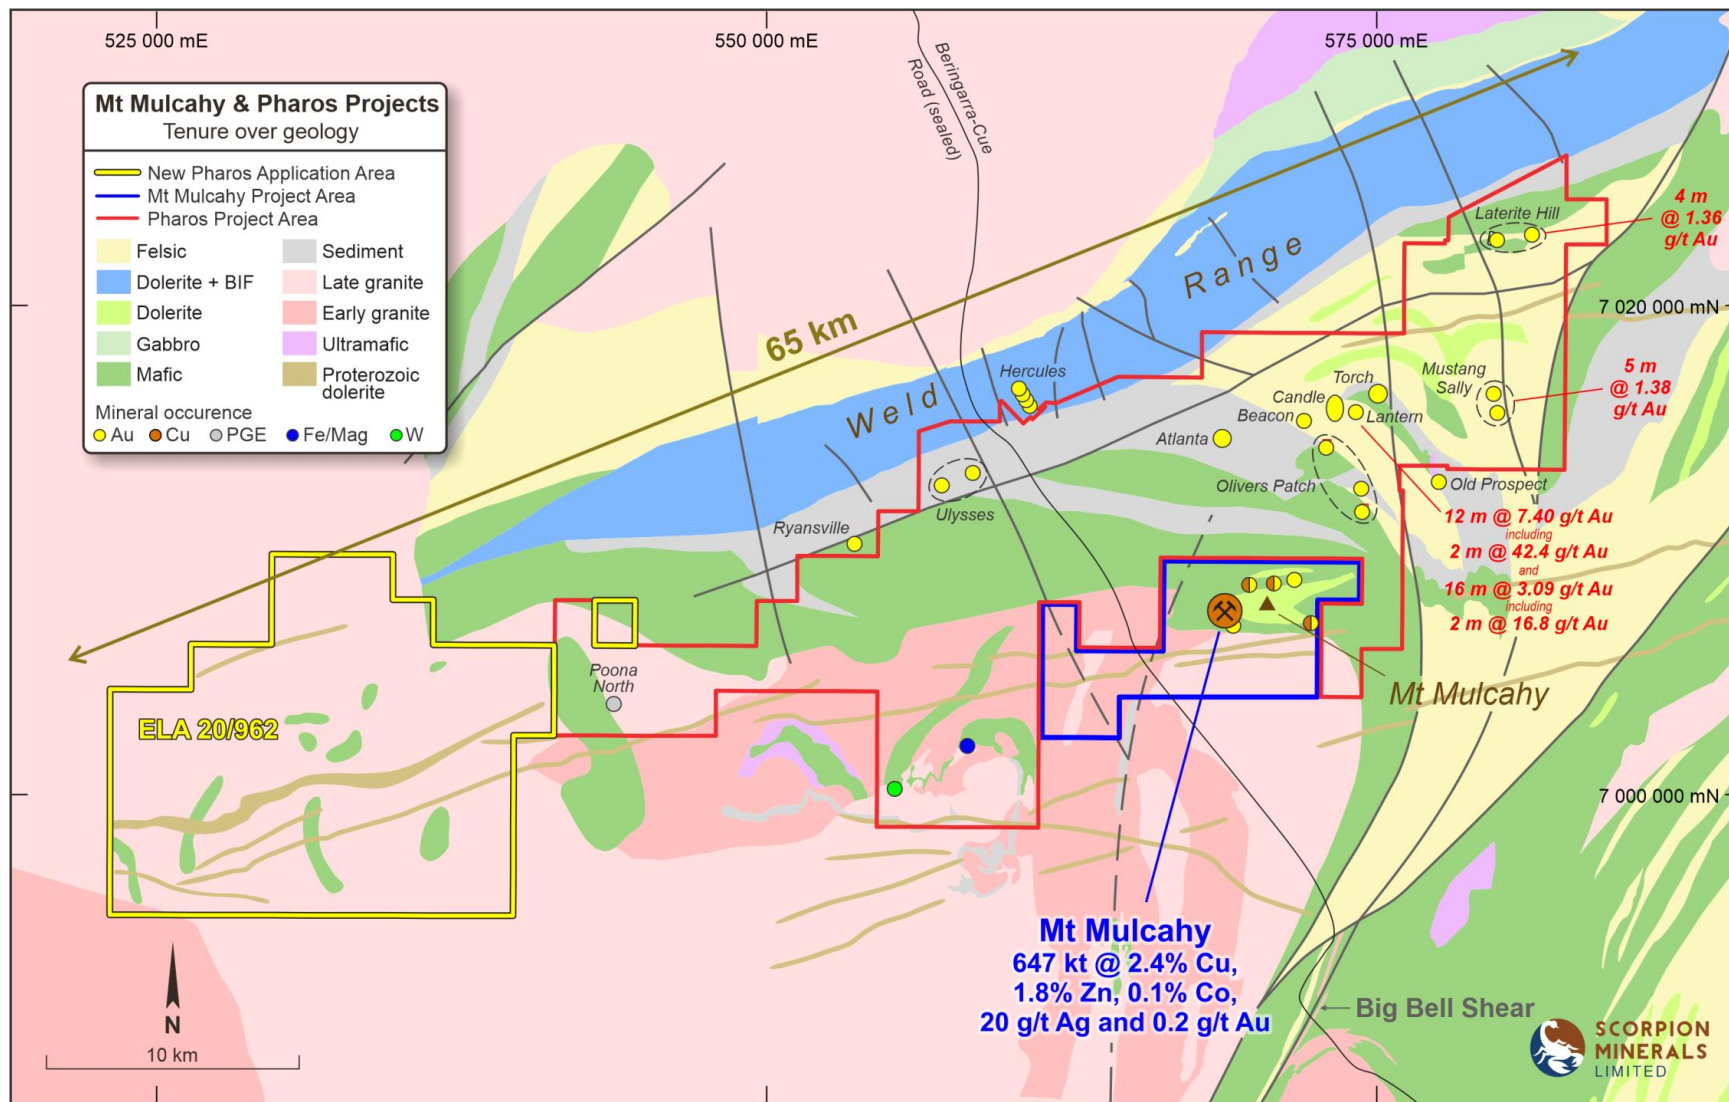 525 000 mE
550 000 mE
575 000 mE
Mt Mulcahy & Pharos Projects
Tenure over geology
New Pharos Application Area
Mt Mulcahy Project Area
Pharos Project Area
Felsic
Sediment
Dolerite + BIF
Late granite
Dolerite
Early granite
Gabbro
Ultramafic
Mafic
Proterozoic
dolerite
Mineral occurence
Au
Cu
PGE
Fe/Mag
W
Beringarra-Cue
Road (sealed)
Laterite Hill
4 m
@ 1.36
g/t Au
Weld Range
65 km
7 020 000 mN
Hercules
Torch
Mustang
Sally
5 m
@ 1.38
g/t Au
Candle
Beacon
Lantern
Atlanta
Olivers Patch
Old Prospect
Ulysses
Ryansville
12 m @ 7.40 g/t Au
including
2 m @ 42.4 g/t Au
and
16 m @ 3.09 g/t Au
including
2 m @ 16.8 g/t Au
Poona
North
Mt Mulcahy
ELA 20/962
7 000 000 mN
Mt Mulcahy
647 kt @ 2.4% Cu,
1.8% Zn, 0.1% Co,
20 g/t Ag and 0.2 g/t Au
Big Bell Shear
N
10 km
SCORPION
MINERALS
LIMITED